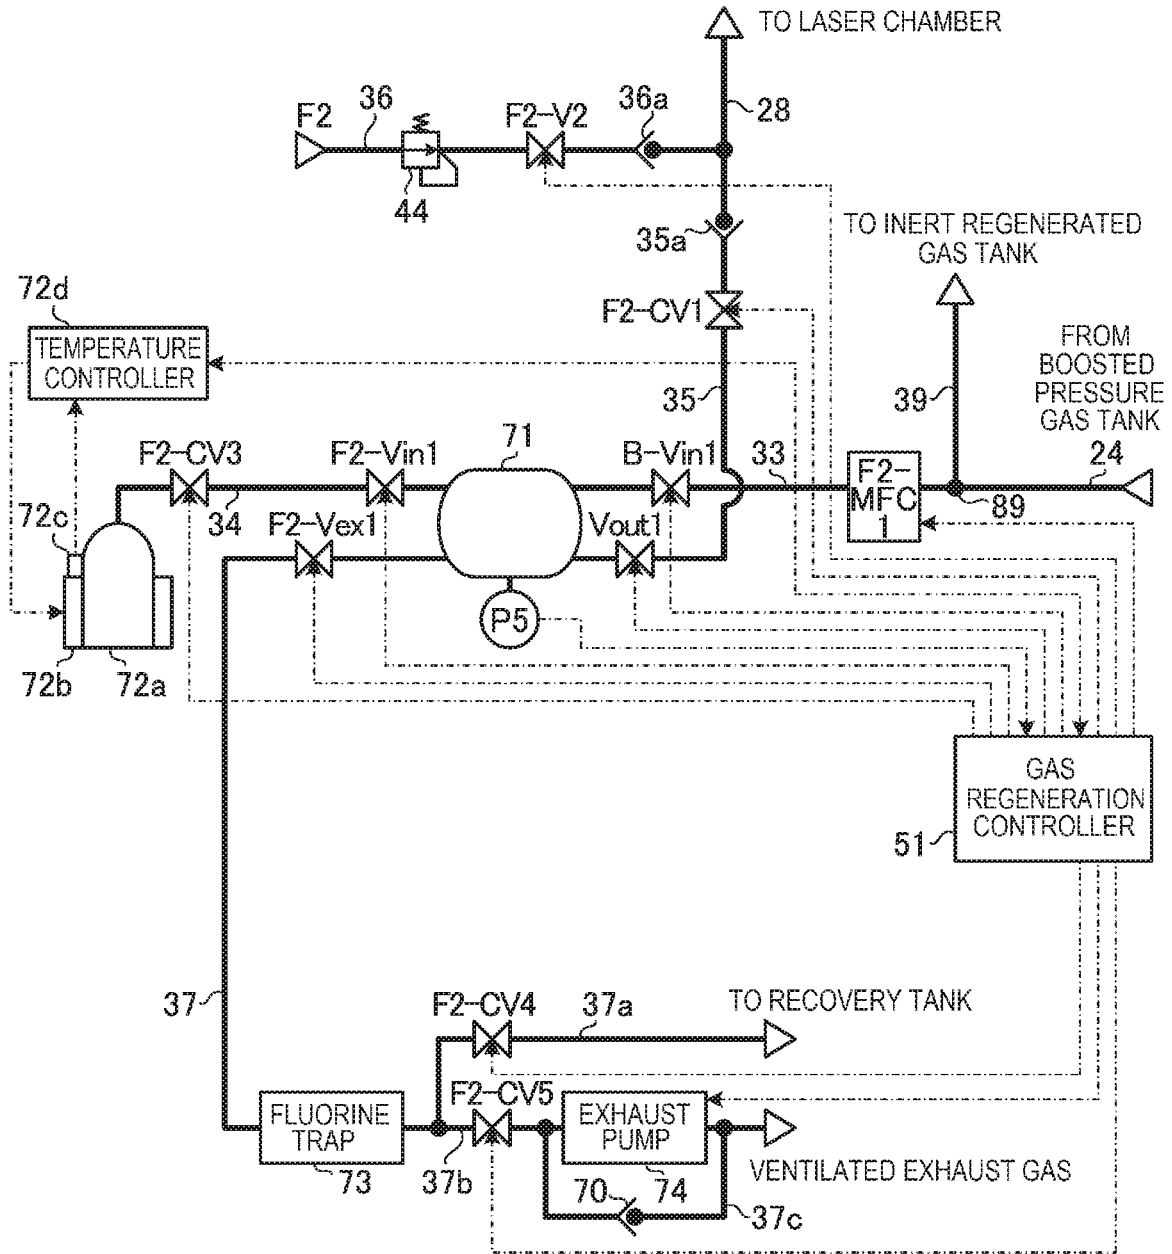 TO LASER CHAMBER
F2
36
F2-V2
36a
28
44
35a
TO INERT REGENERATED
GAS TANK
72d
TEMPERATURE
CONTROLLER
F2-CV1
FROM
BOOSTED
PRESSURE
GAS TANK
35
39
F2-CV3
F2-Vin1
71
B-Vin1
33
F2-
MFC
1
24
72c
34
F2-Vex1
Vout1
89
P5
72b
72a
GAS
REGENERATION
CONTROLLER
51
37
F2-CV4
37a
TO RECOVERY TANK
F2-CV5
FLUORINE
TRAP
EXHAUST
PUMP
73
37b
70
74
VENTILATED EXHAUST GAS
37c